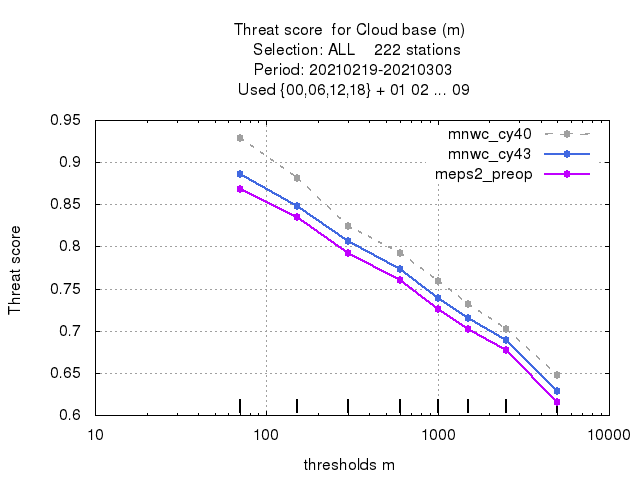 Threat score  for Cloud base (m)
Selection: ALL    222 stations
Period: 20210219-20210303
Used {00,06,12,18} + 01 02 ... 09
0.95
0.9
0.85
0.8
0.75
0.7
0.65
0.6
Threat score
mnwc_cy40
mnwc_cy43
meps2_preop
10
100
1000
10000
thresholds m